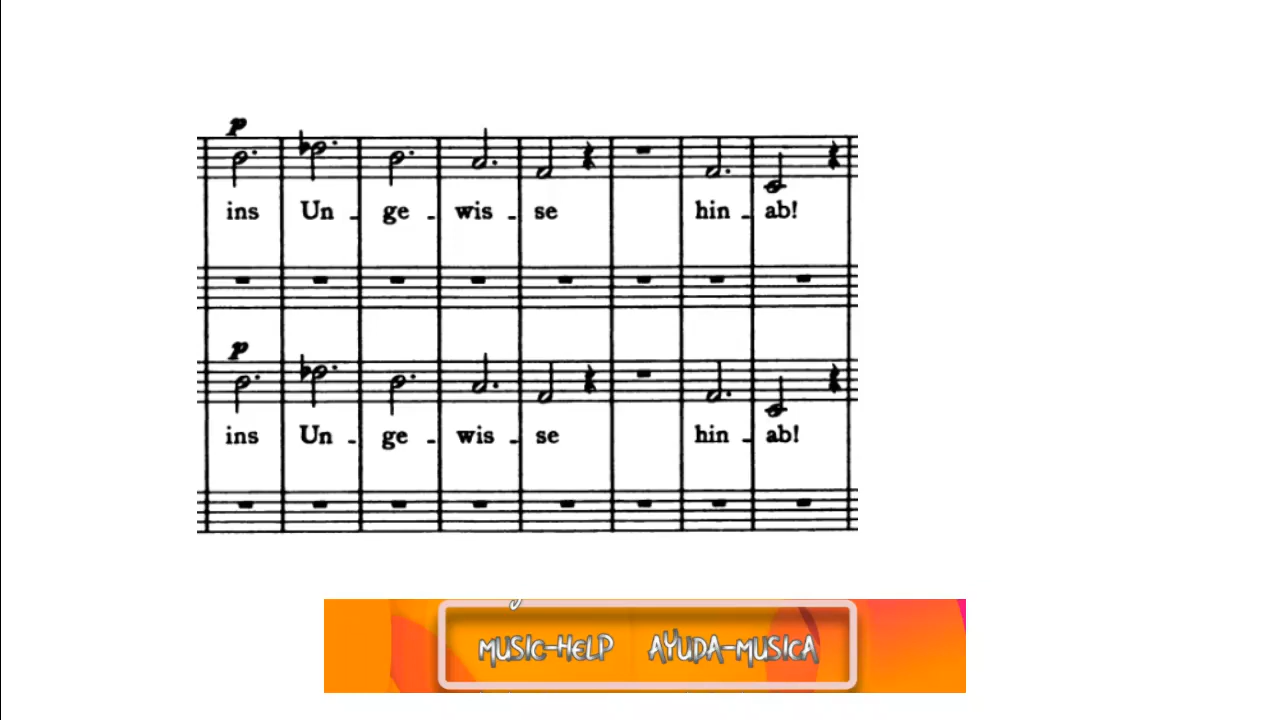 p
ins Un - ge - wis - se hin - ab!
p
ins Un - ge - wis - se hin - ab!
MUSIC-HELP AYUDA-MUSICA